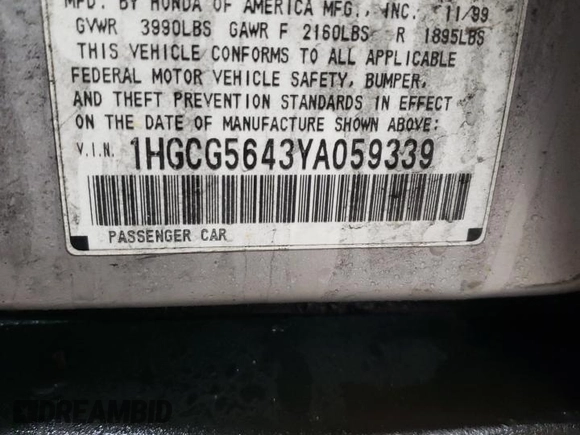 MFD. BY HONDA OF AMERICA MFG., INC. 11/99
GVWR 3990LBS GAWR F 2160LBS R 1895LBS
THIS VEHICLE CONFORMS TO ALL APPLICABLE
FEDERAL MOTOR VEHICLE SAFETY, BUMPER,
AND THEFT PREVENTION STANDARDS IN EFFECT
ON THE DATE OF MANUFACTURE SHOWN ABOVE:
V.I.N. 1HGCG5643YA059339
PASSENGER CAR
DREAMBID